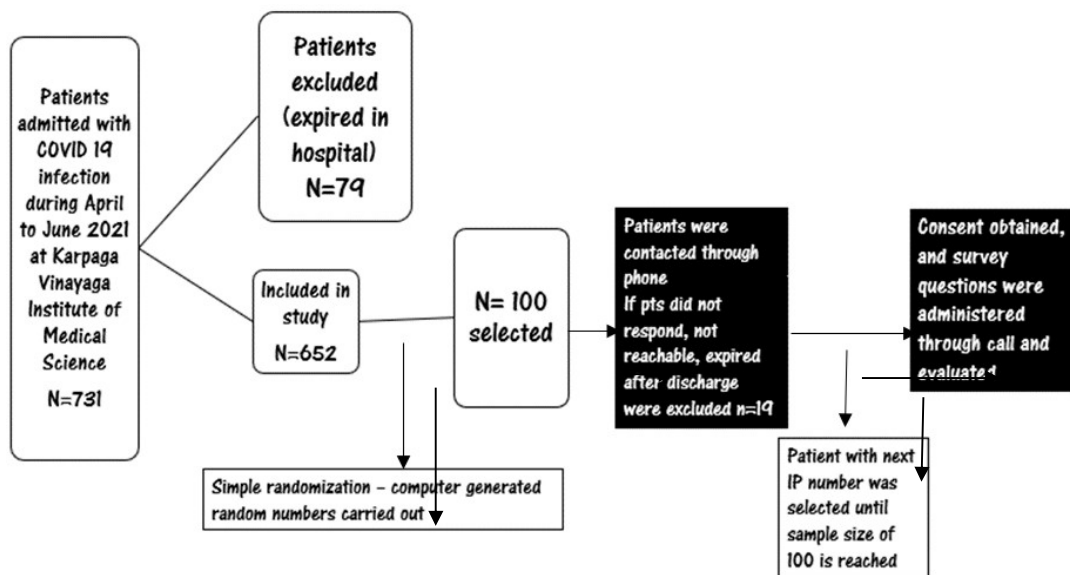 Patients
admitted with
COVID 19
infection
during April
to June 2021
at Karpaga
Vinayaga
Institute of
Medical
Science
N=731
Patients
excluded
(expired in
hospital)
N=79
Included in
study
N=652
N= 100
selected
Simple randomization – computer generated
random numbers carried out
Patients were
contacted through
phone
If pts did not
respond, not
reachable, expired
after discharge
were excluded n=19
Consent obtained,
and survey
questions were
administered
through call and
evaluated
Patient with next
IP number was
selected until
sample size of
100 is reached